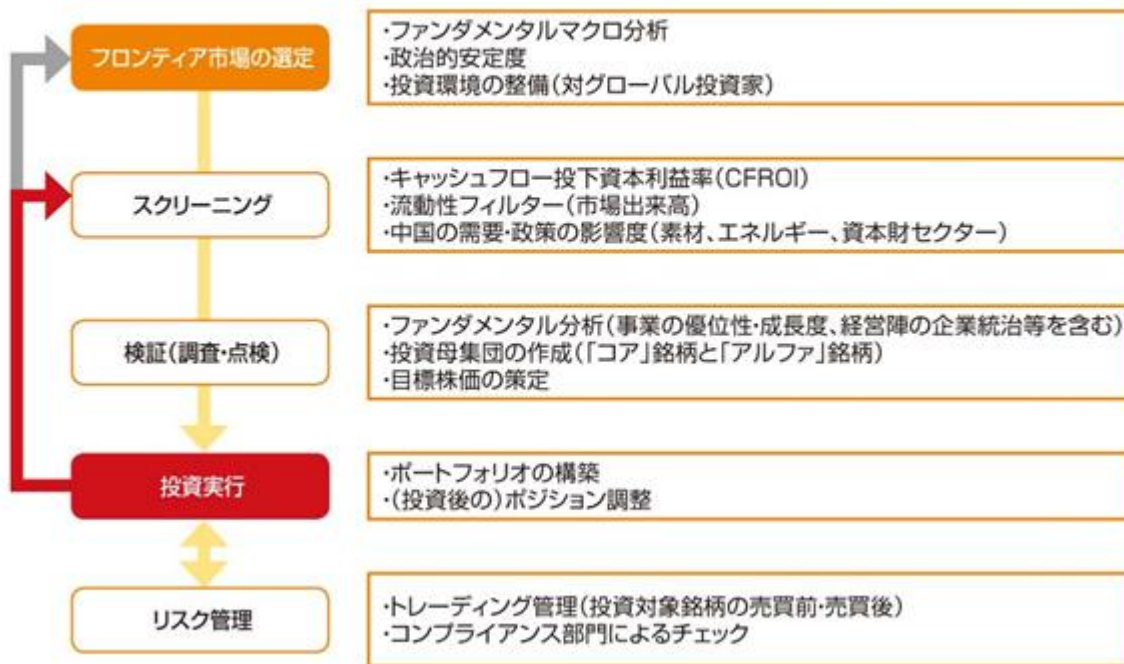 フロンティア市場の選定
・ファンダメンタルマクロ分析
・政治的安定度
・投資環境の整備(対グローバル投資家)
スクリーニング
・キャッシュフロー投下資本利益率(CFROI)
・流動性フィルター(市場出来高)
・中国の需要・政策の影響度(素材、エネルギー、資本財セクター)
検証(調査・点検)
・ファンダメンタル分析(事業の優位性・成長度、経営陣の企業統治等を含む)
・投資母集団の作成(「コア」銘柄と「アルファ」銘柄)
・目標株価の策定
投資実行
・ポートフォリオの構築
・(投資後の)ポジション調整
リスク管理
・トレーディング管理(投資対象銘柄の売買前・売買後)
・コンプライアンス部門によるチェック